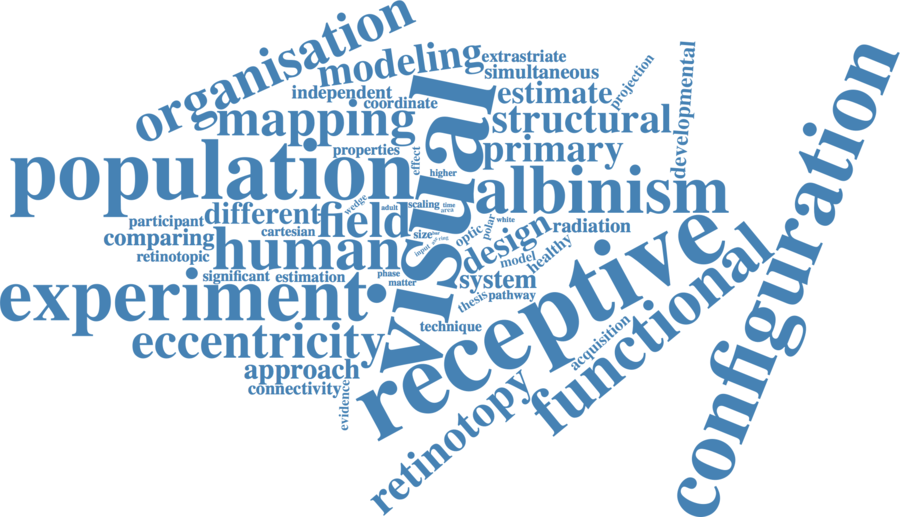 organisation
modeling
extrastriate
simultaneous
independent
coordinate
estimate
projection
developmental
mapping
structural
properties
effect
primary
higher
population
visual
albinism
configuration
wedge
adult
scaling
time
area
participant
different
field
cartesian
size
polar
white
optic
design
radiation
comparing
human
input
model
healthy
retinotopic
significant
estimation
phase
matter
system
thesis
pathway
experiment
receptive
functional
technique
eccentricity
acquisition
approach
connectivity
evidence
retinotopy